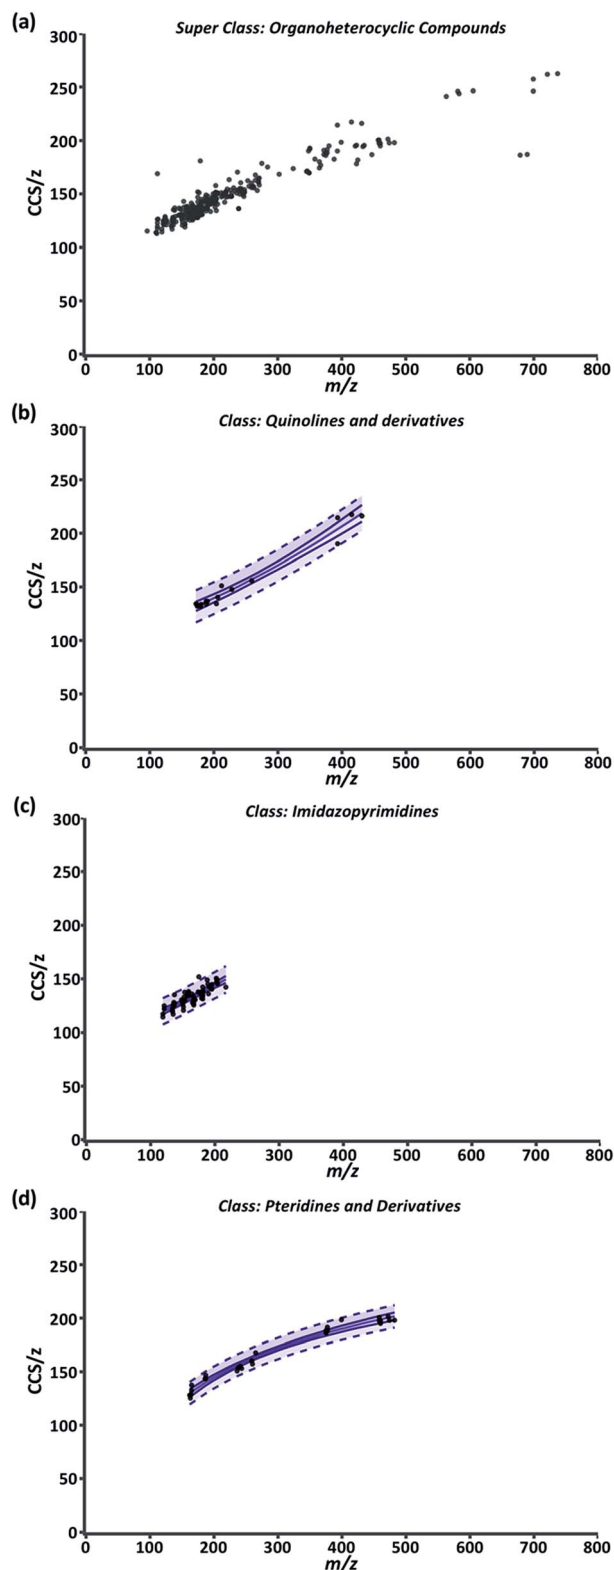 (a)
Super Class: Organoheterocyclic Compounds
300
250
200
150
100
50
0
CCS/z
0 100 200 300 400 500 600 700 800
m/z
(b)
Class: Quinolines and derivatives
300
250
200
150
100
50
0
CCS/z
0 100 200 300 400 500 600 700 800
m/z
(c)
Class: Imidazopyrimidines
300
250
200
150
100
50
0
CCS/z
0 100 200 300 400 500 600 700 800
m/z
(d)
Class: Pteridines and Derivatives
300
250
200
150
100
50
0
CCS/z
0 100 200 300 400 500 600 700 800
m/z